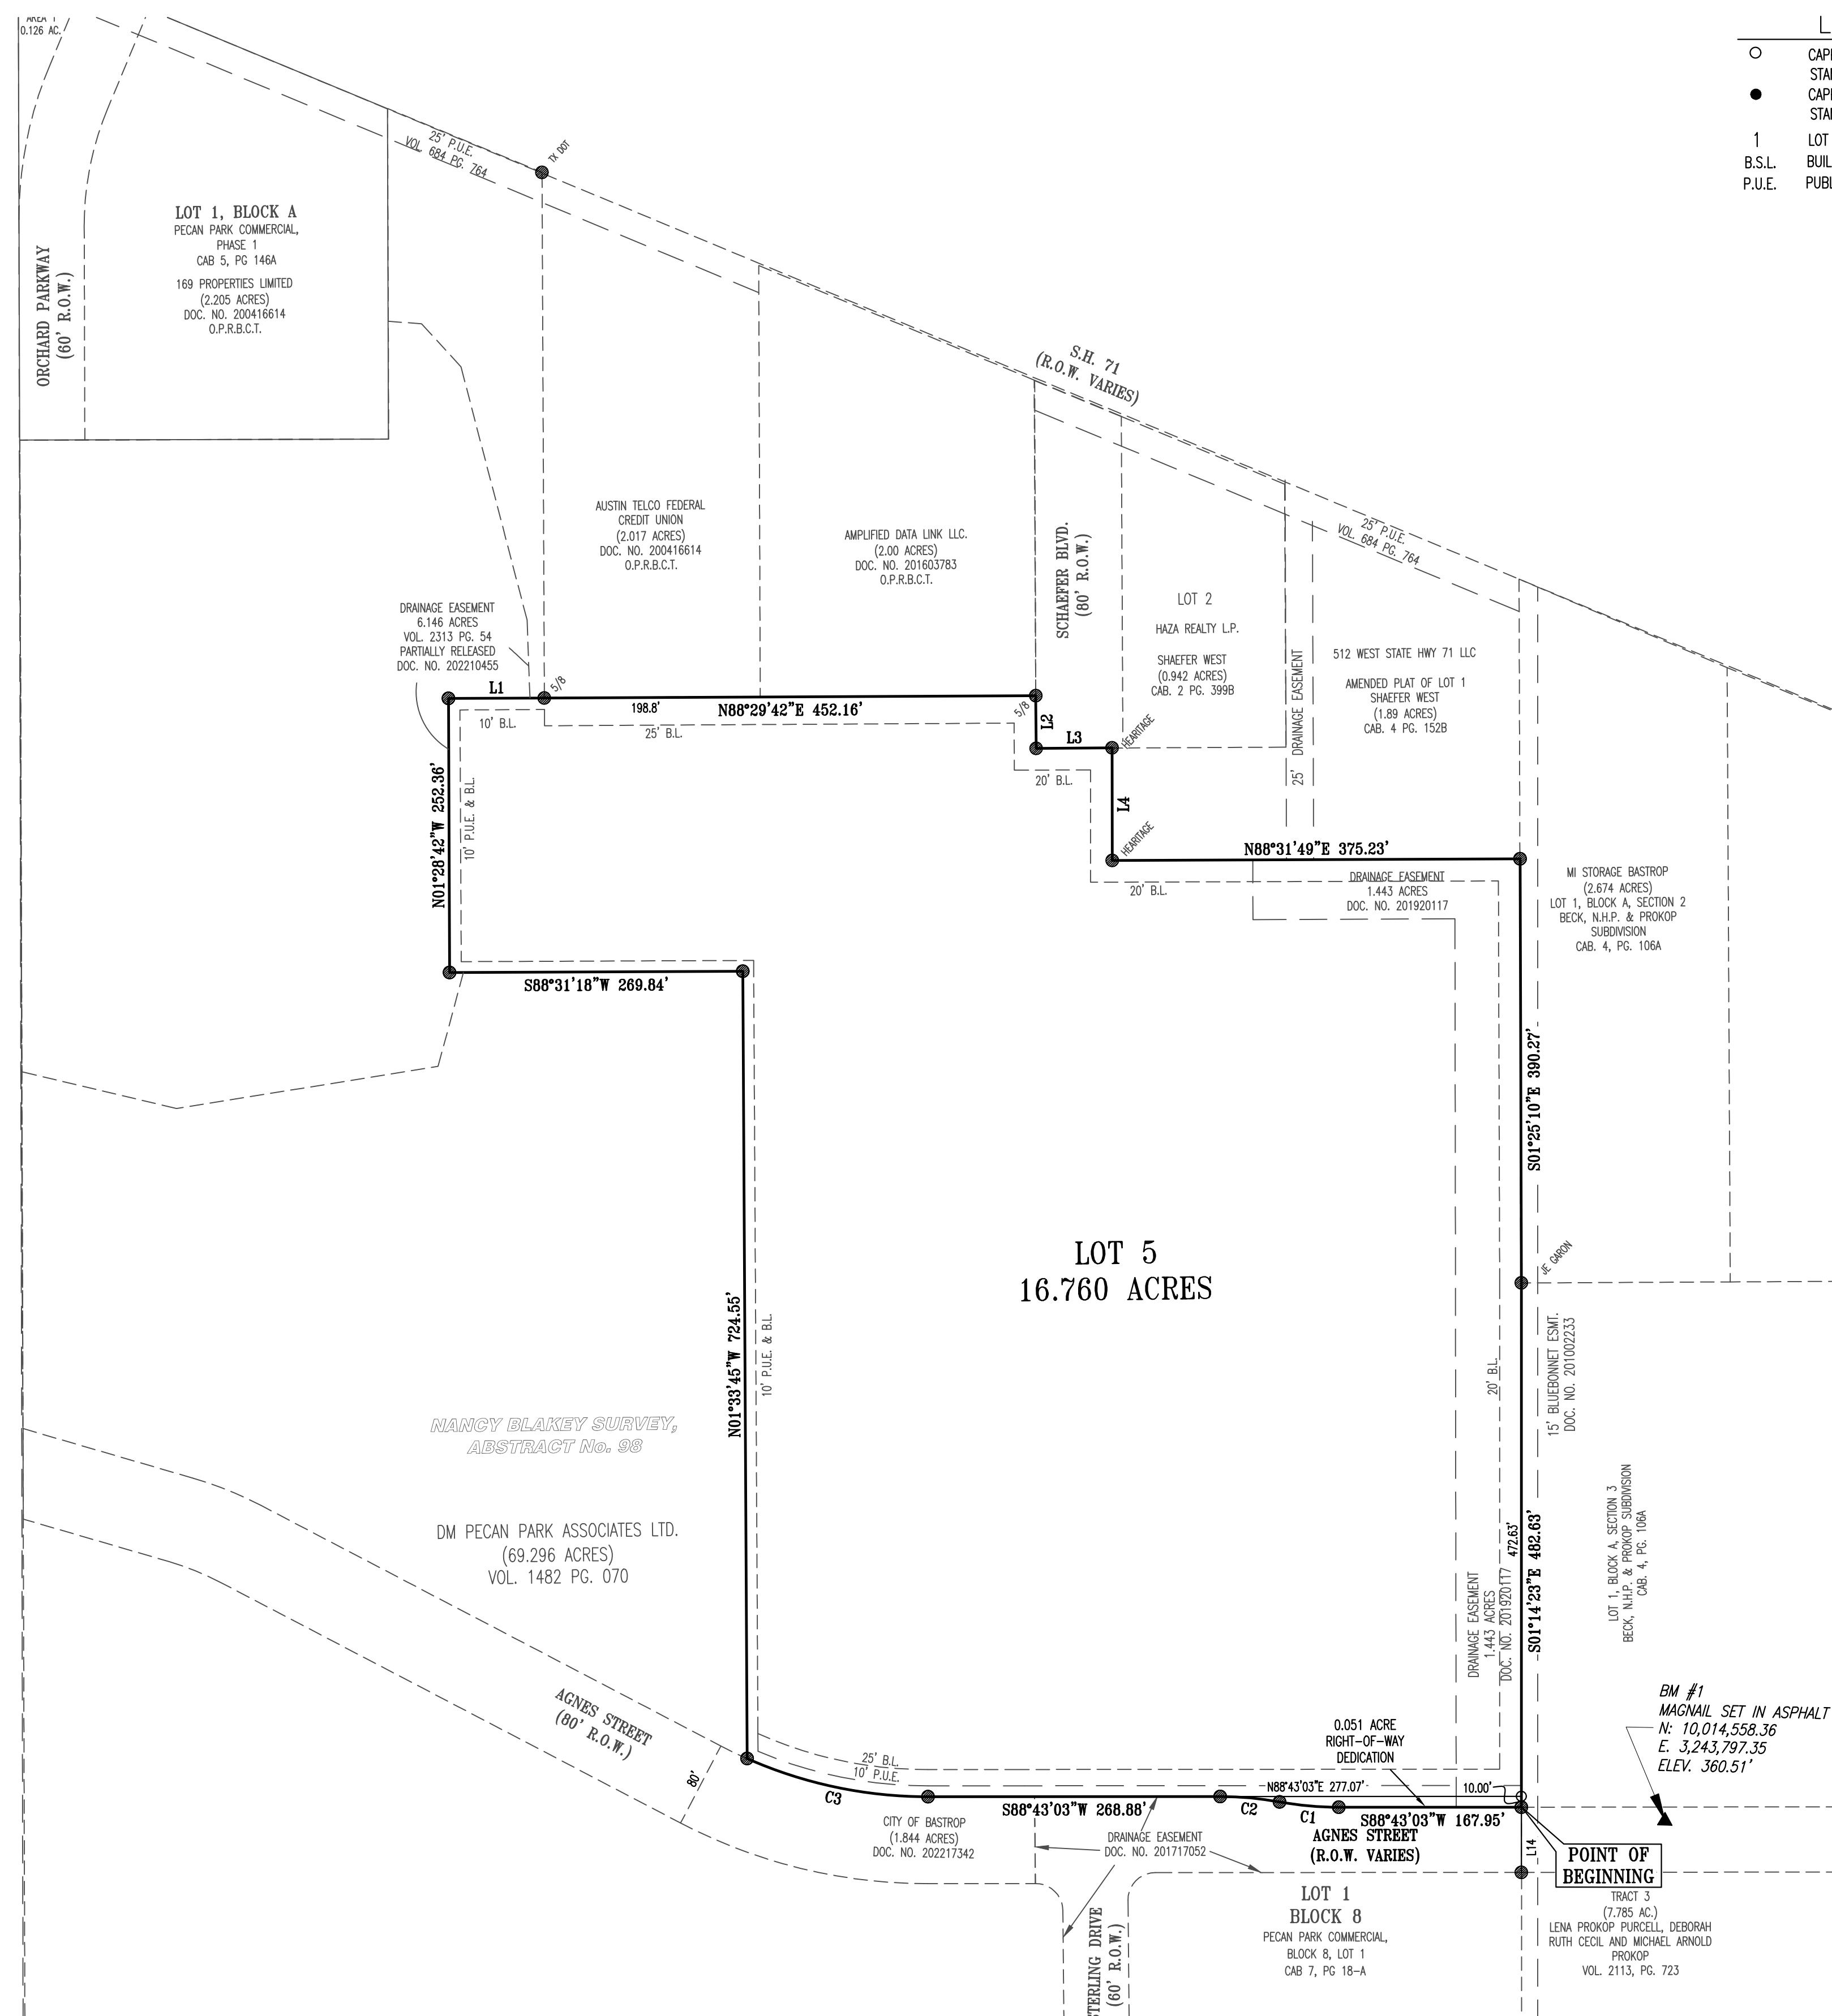 AREA 1
0.126 AC.
L
CAP
STA
CAP
STA
1 LOT
B.S.L. BUIL
P.U.E. PUBL
25' P.U.E.
VOL. 684 PG. 764
TX DOT
LOT 1, BLOCK A
PECAN PARK COMMERCIAL,
PHASE 1
CAB 5, PG 146A
169 PROPERTIES LIMITED
(2.205 ACRES)
DOC. NO. 200416614
O.P.R.B.C.T.
ORCHARD PARKWAY
(60' R.O.W.)
S.H. 71
(R.O.W. VARIES)
AUSTIN TELCO FEDERAL
CREDIT UNION
(2.017 ACRES)
DOC. NO. 200416614
O.P.R.B.C.T.
AMPLIFIED DATA LINK LLC.
(2.00 ACRES)
DOC. NO. 201603783
O.P.R.B.C.T.
SCHAEFER BLVD.
(80' R.O.W.)
25' P.U.E.
VOL. 684 PG. 764
LOT 2
HAZA REALTY L.P.
SHAEFER WEST
(0.942 ACRES)
CAB. 2 PG. 399B
25' DRAINAGE EASEMENT
512 WEST STATE HWY 71 LLC
AMENDED PLAT OF LOT 1
SHAEFER WEST
(1.89 ACRES)
CAB. 4 PG. 152B
DRAINAGE EASEMENT
6.146 ACRES
VOL. 2313 PG. 54
PARTIALLY RELEASED
DOC. NO. 202210455
L1
5/8
198.8'
N88°29'42"E 452.16'
5/8
L2
L3
HEARITAGE
10' B.L.
25' B.L.
20' B.L.
L4
HEARITAGE
N88°31'49"E 375.23'
20' B.L.
DRAINAGE EASEMENT
1.443 ACRES
DOC. NO. 201920117
N01°28'42"W 252.36'
10' P.U.E. & B.L.
MI STORAGE BASTROP
(2.674 ACRES)
LOT 1, BLOCK A, SECTION 2
BECK, N.H.P. & PROKOP
SUBDIVISION
CAB. 4, PG. 106A
S88°31'18"W 269.84'
S01°25'10"E 390.27'
LOT 5
16.760 ACRES
JE GARON
N01°33'45"W 724.55'
10' P.U.E. & B.L.
20' B.L.
15' BLUEBONNET ESMT.
DOC. NO. 201002233
NANCY BLAKEY SURVEY,
ABSTRACT No. 98
DM PECAN PARK ASSOCIATES LTD.
(69.296 ACRES)
VOL. 1482 PG. 070
472.63'
S01°14'23"E 482.63'
DRAINAGE EASEMENT
1.443 ACRES
DOC. NO. 201920117
LOT 1, BLOCK A, SECTION 3
BECK, N.H.P. & PROKOP SUBDIVISION
CAB. 4, PG. 106A
BM #1
MAGNAIL SET IN ASPHALT
N: 10,014,558.36
E. 3,243,797.35
ELEV. 360.51'
AGNES STREET
(80' R.O.W.)
80'
0.051 ACRE
RIGHT-OF-WAY
DEDICATION
25' B.L.
10' P.U.E.
N88°43'03"E 277.07'
10.00'
C3
S88°43'03"W 268.88'
C2
C1
S88°43'03"W 167.95'
AGNES STREET
(R.O.W. VARIES)
CITY OF BASTROP
(1.844 ACRES)
DOC. NO. 202217342
DRAINAGE EASEMENT
DOC. NO. 201717052
L14
POINT OF
BEGINNING
LOT 1
BLOCK 8
PECAN PARK COMMERCIAL,
BLOCK 8, LOT 1
CAB 7, PG 18-A
STERLING DRIVE
(60' R.O.W.)
TRACT 3
(7.785 AC.)
LENA PROKOP PURCELL, DEBORAH
RUTH CECIL AND MICHAEL ARNOLD
PROKOP
VOL. 2113, PG. 723